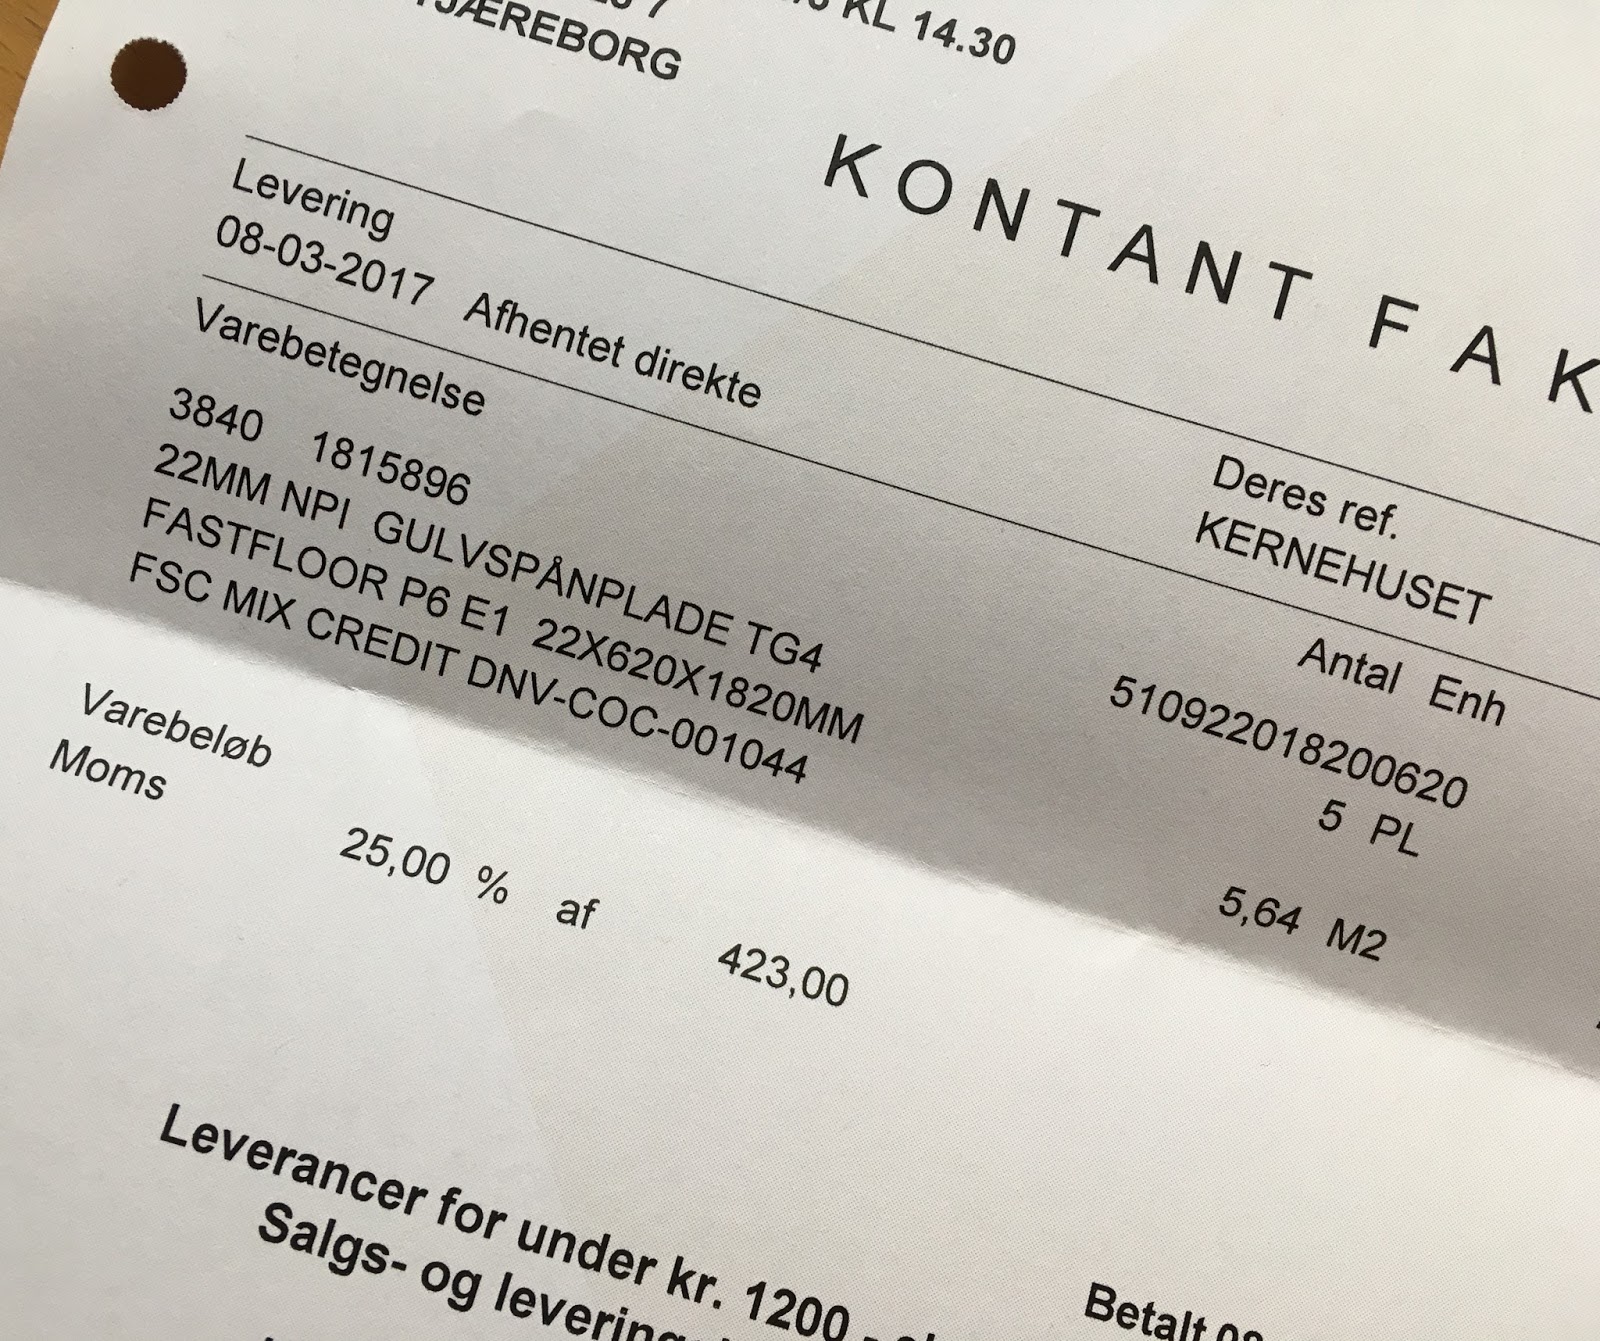 KL 14.30
TJÆREBORG
KONTANT FAK
Levering
08-03-2017 Afhentet direkte
Deres ref.
KERNEHUSET
Varebetegnelse
Antal Enh
3840 1815896
510922018200620
22MM NPI GULVSPÅNPLADE TG4
5 PL
FASTFLOOR P6 E1 22X620X1820MM
FSC MIX CREDIT DNV-COC-001044
5,64 M2
Varebeløb
Moms
25,00 % af 423,00
Leverancer for under kr. 1200
Salgs- og levering
Betalt